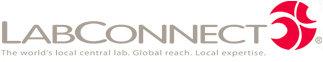 LABCONNECT®
The world's local central lab. Global reach. Local expertise.